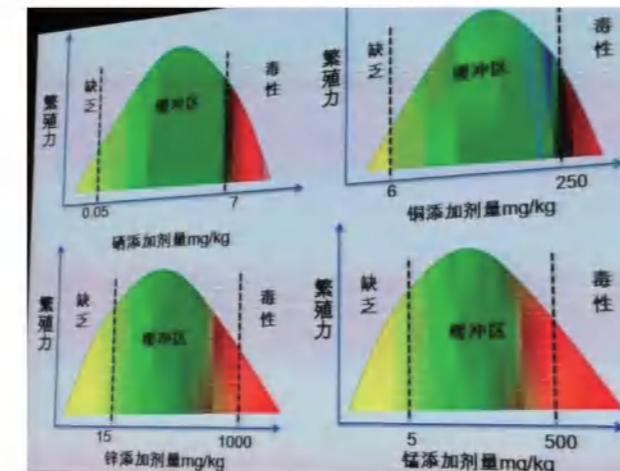 繁殖力
缺乏
缓冲区
毒性
0.05
7
硒添加剂量mg/kg
繁殖力
缺乏
缓冲区
毒性
6
250
铜添加剂量mg/kg
繁殖力
缺乏
缓冲区
毒性
15
1000
锌添加剂量mg/kg
繁殖力
缺乏
缓冲区
毒性
5
500
锰添加剂量mg/kg